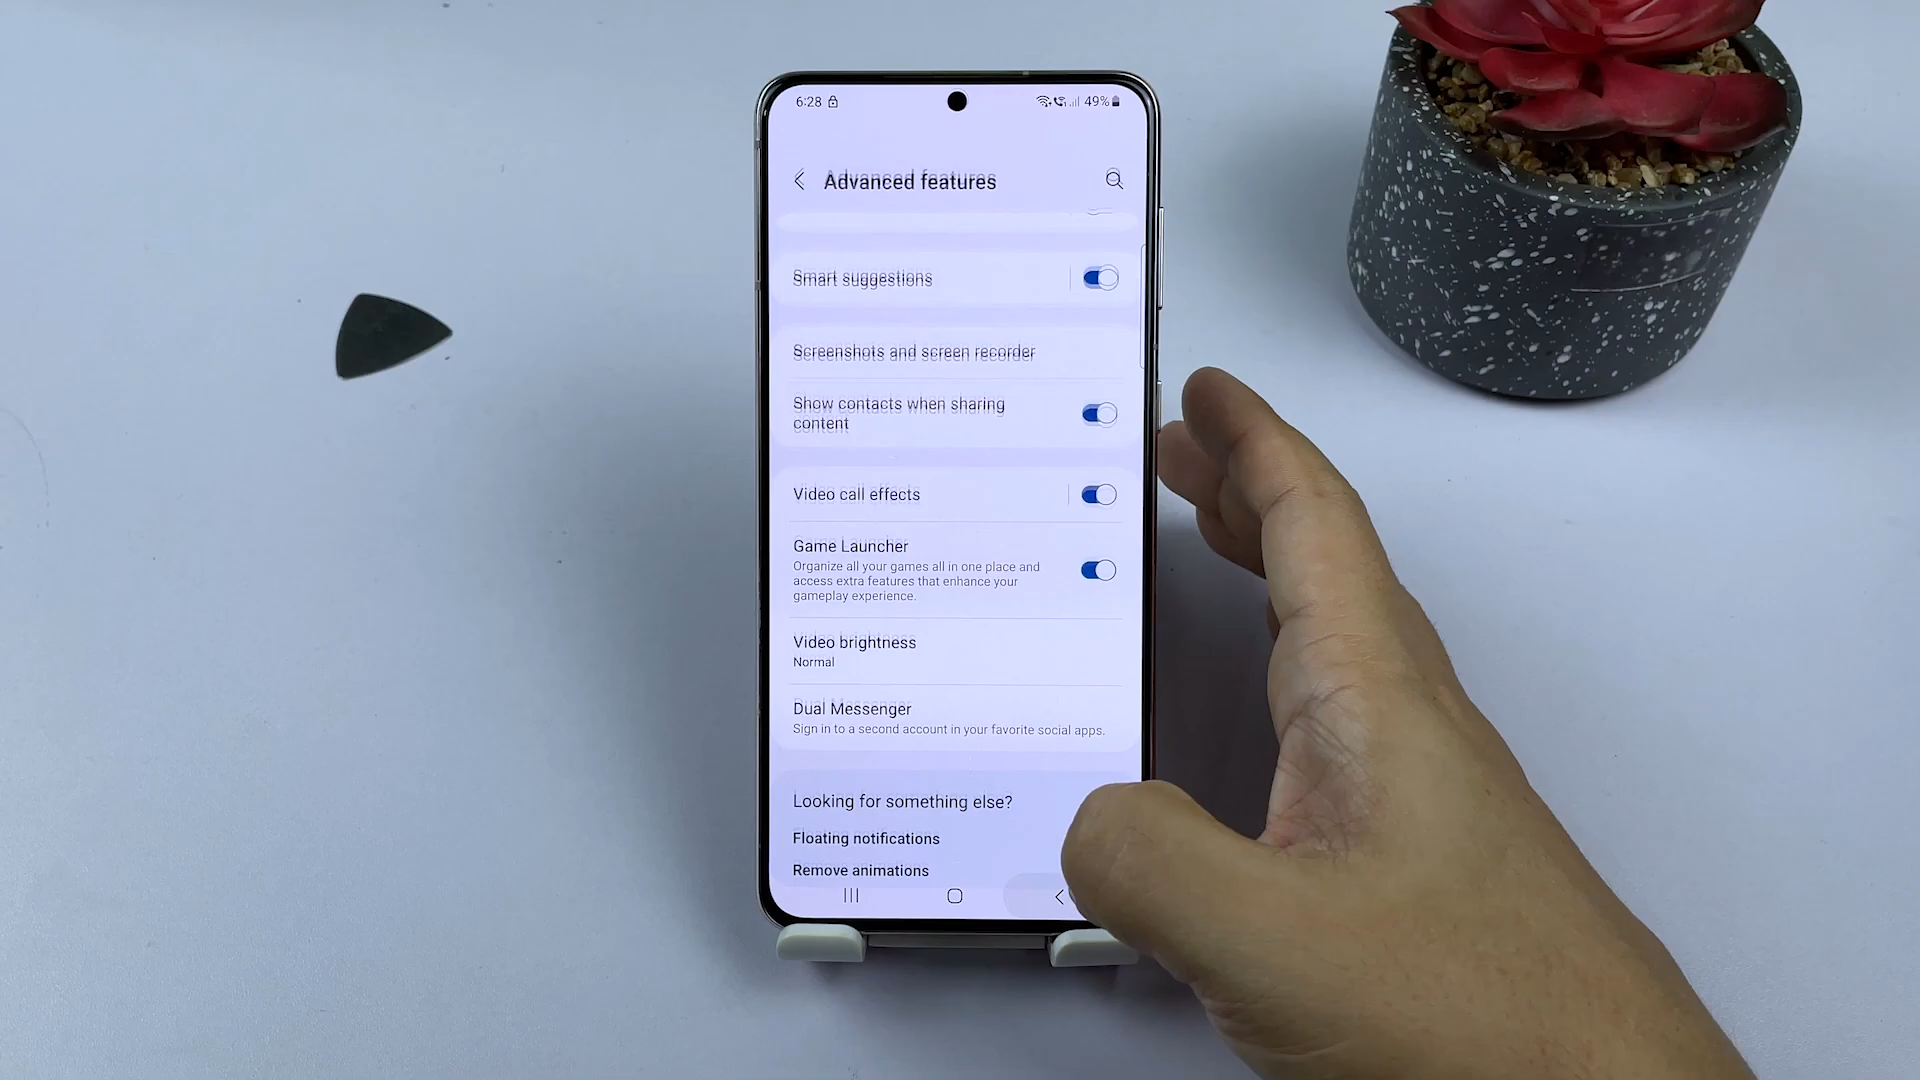 6:28 49%
Advanced features
Smart suggestions
Screenshots and screen recorder
Show contacts when sharing
content
Video call effects
Game Launcher
Organize all your games all in one place and
access extra features that enhance your
gameplay experience.
Video brightness
Normal
Dual Messenger
Sign in to a second account in your favorite social apps.
Looking for something else?
Floating notifications
Remove animations